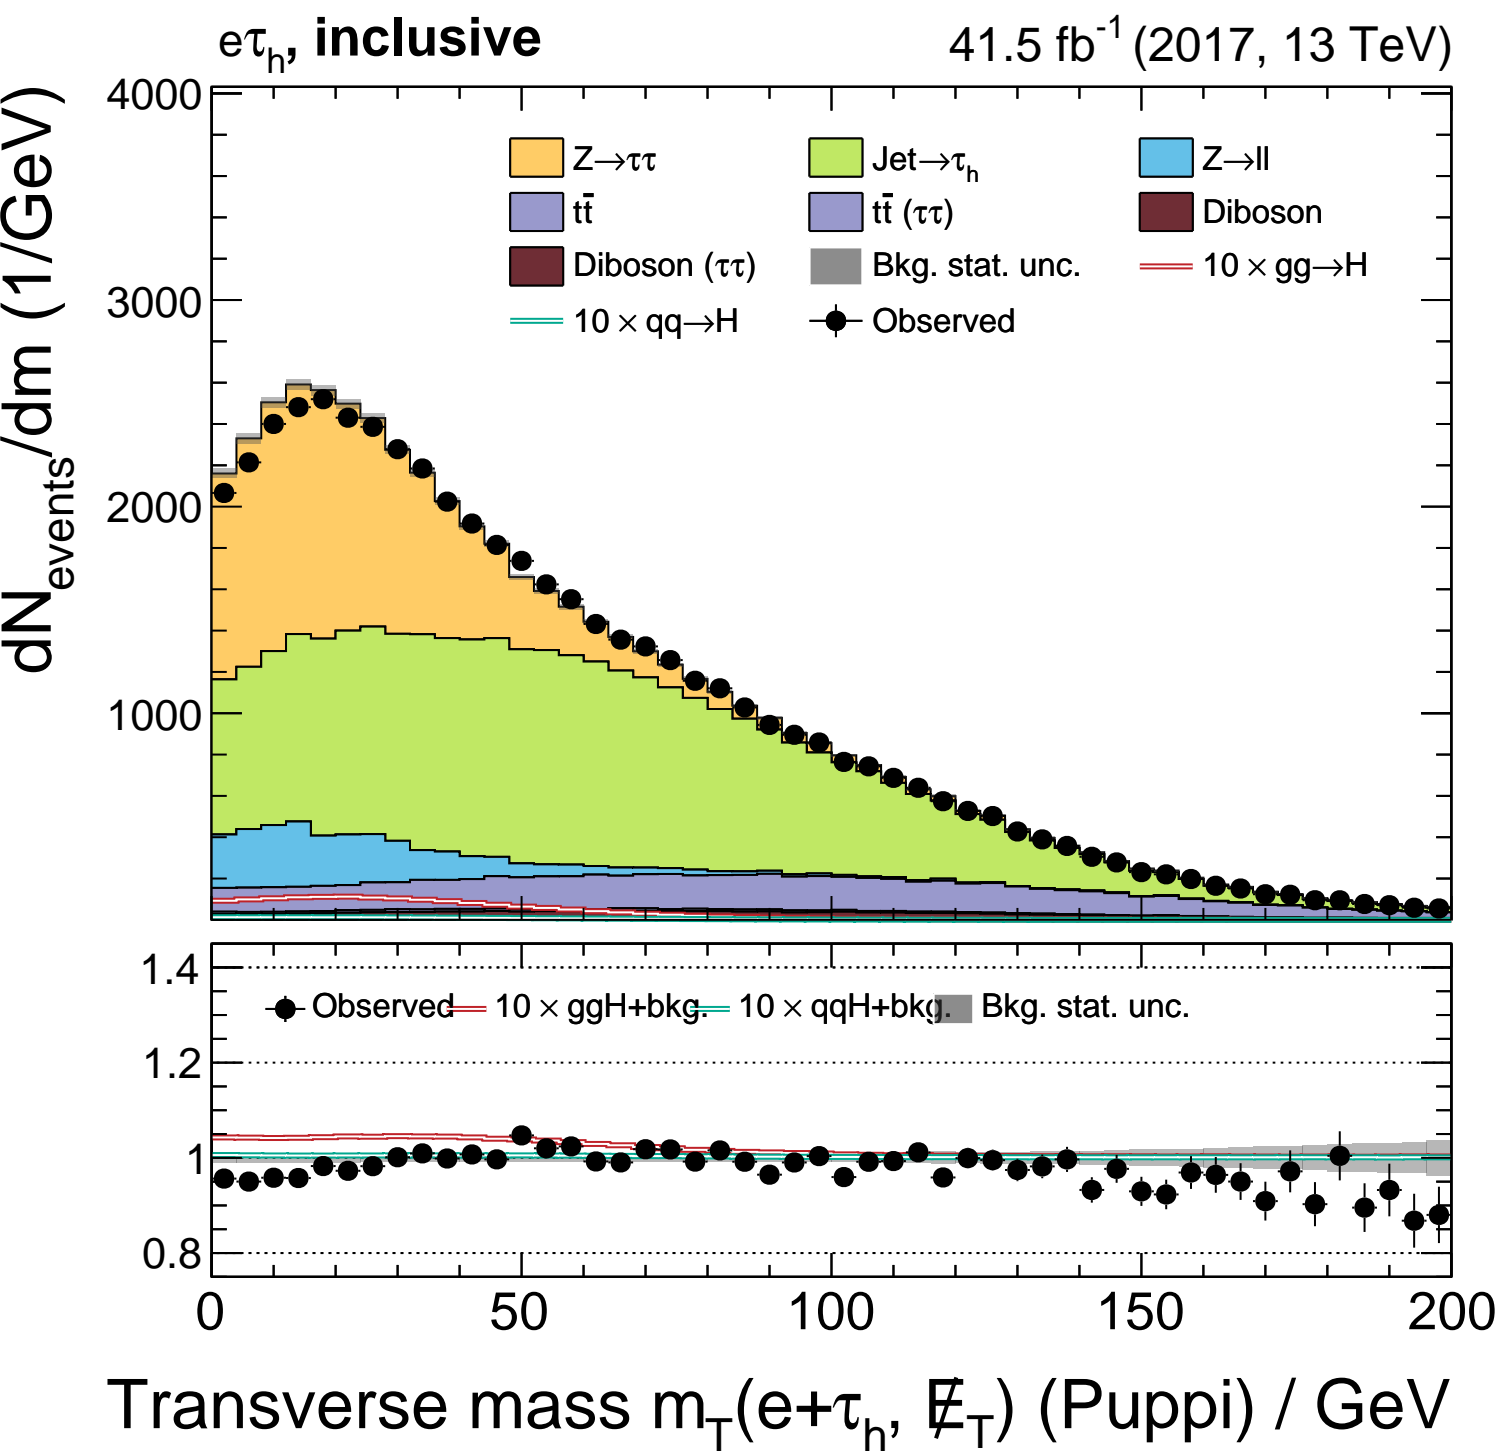 eτh, inclusive 41.5 fb-1 (2017, 13 TeV)
dNevents/dm (1/GeV)
4000
3000
2000
1000
Z→ττ Jet→τh Z→ll
tt̄ tt̄ (ττ) Diboson
Diboson (ττ) Bkg. stat. unc. 10 × gg→H
10 × qq→H Observed
1.4
1.2
1
0.8
Observed 10 × ggH+bkg. 10 × qqH+bkg. Bkg. stat. unc.
0 50 100 150 200
Transverse mass mT(e+τh, E̸T) (Puppi) / GeV